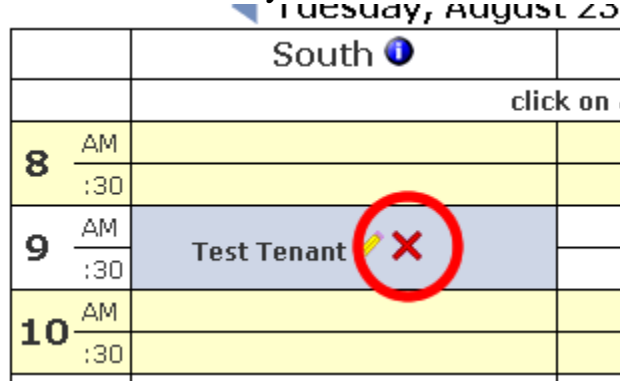 Tuesday, August 23
South
click on
8 AM
:30
9 AM
Test Tenant
:30
10 AM
:30